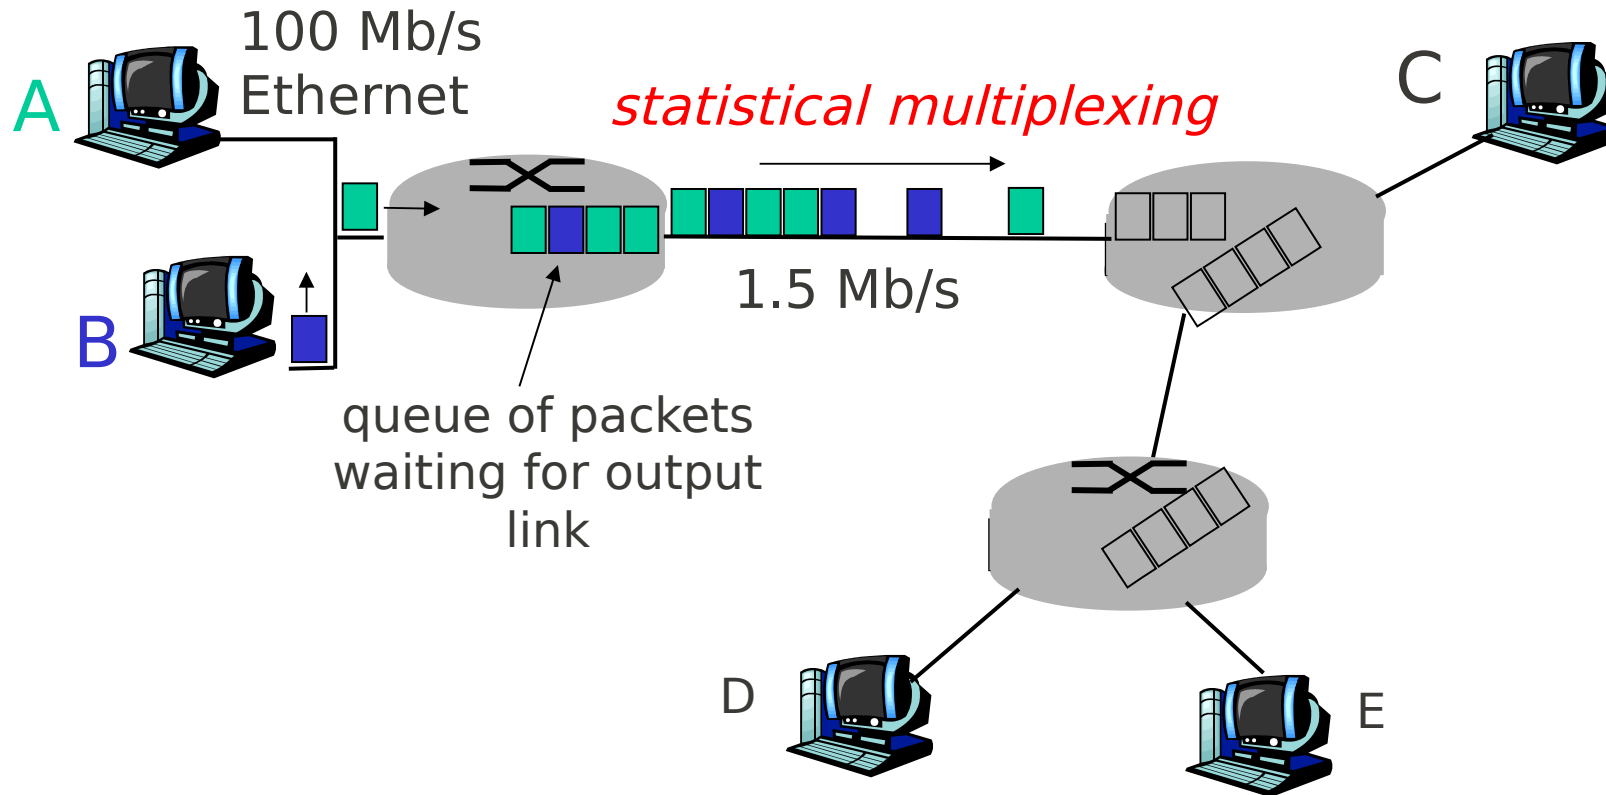 100 Mb/s
Ethernet
A
statistical multiplexing
C
1.5 Mb/s
B
queue of packets
waiting for output
link
D
E